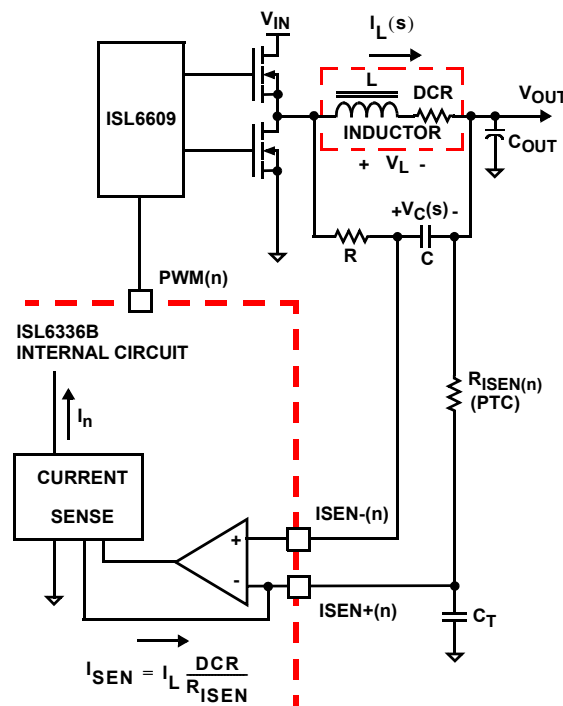 V_IN
I_L(s)
ISL6609
L
DCR
V_OUT
INDUCTOR
C_OUT
+ V_L -
+V_C(s)-
R
C
PWM(n)
ISL6336B
INTERNAL CIRCUIT
R_ISEN(n)
(PTC)
I_n
CURRENT
SENSE
ISEN-(n)
+
-
ISEN+(n)
C_T
I_SEN = I_L DCR/R_ISEN